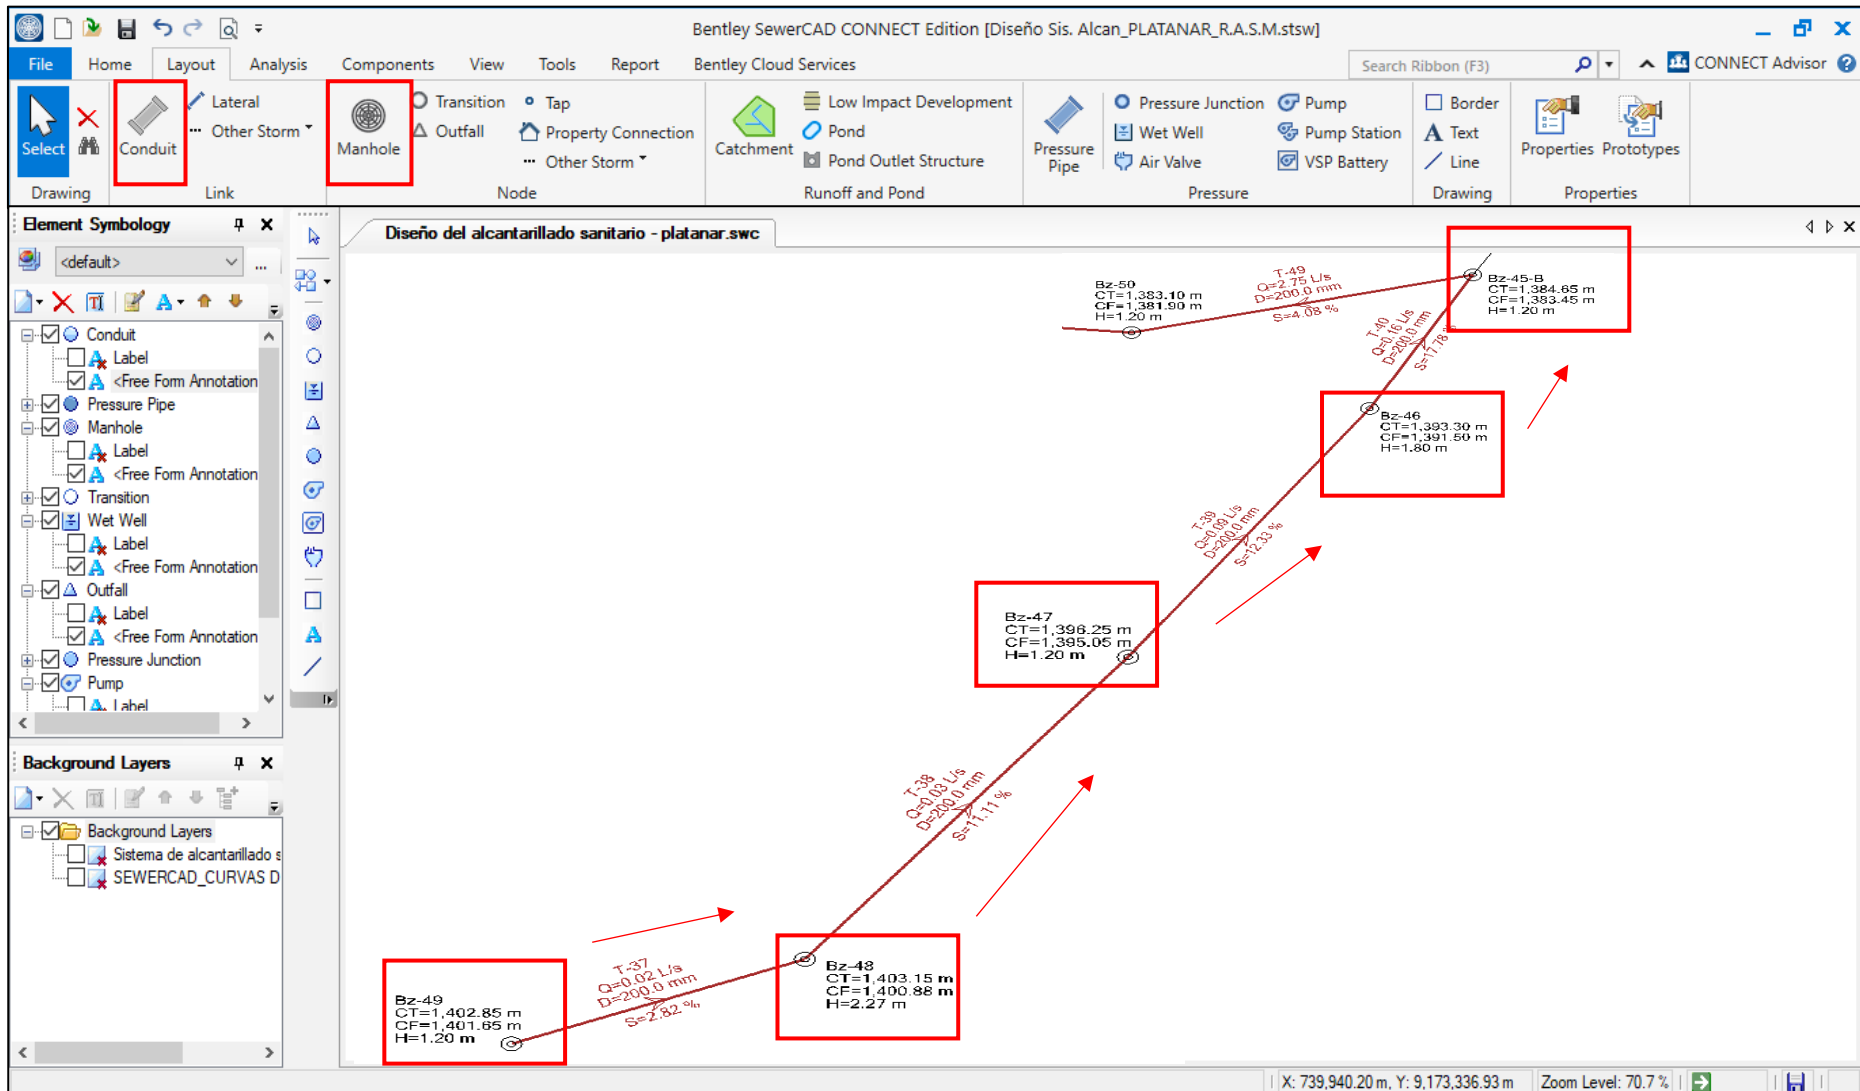 Bentley SewerCAD CONNECT Edition [Diseño Sis. Alcan_PLATANAR_R.A.S.M.stsw]
File Home Layout Analysis Components View Tools Report Bentley Cloud Services
Search Ribbon (F3)
CONNECT Advisor
Select
Drawing
Conduit
Lateral
Other Storm
Link
Manhole
Transition
Outfall
Tap
Property Connection
Other Storm
Node
Catchment
Low Impact Development
Pond
Pond Outlet Structure
Runoff and Pond
Pressure
Pipe
Pressure Junction
Wet Well
Air Valve
Pump
Pump Station
VSP Battery
Pressure
Border
A Text
Line
Drawing
Properties
Prototypes
Properties
Element Symbology
<default>
...
Conduit
Label
<Free Form Annotation
Pressure Pipe
Manhole
Label
<Free Form Annotation
Transition
Wet Well
Label
<Free Form Annotation
Outfall
Label
<Free Form Annotation
Pressure Junction
Pump
Label
Background Layers
Background Layers
Sistema de alcantarillado s
SEWERCAD_CURVAS D
Diseño del alcantarillado sanitario - platanar.swc
Bz-50
CT=1,383.10 m
CF=1,381.90 m
H=1.20 m
T-49
Q=2.75 L/s
D=200.0 mm
S=4.08 %
Bz-45-B
CT=1,384.65 m
CF=1,383.45 m
H=1.20 m
T-40
Q=0.16 L/s
D=200.0 mm
S=17.78 %
Bz-46
CT=1,393.30 m
CF=1,391.50 m
H=1.80 m
T-39
Q=0.09 L/s
D=200.0 mm
S=12.33 %
Bz-47
CT=1,396.25 m
CF=1,395.05 m
H=1.20 m
T-38
Q=0.03 L/s
D=200.0 mm
S=11.11 %
Bz-48
CT=1,403.15 m
CF=1,400.88 m
H=2.27 m
T-37
Q=0.02 L/s
D=200.0 mm
S=2.82 %
Bz-49
CT=1,402.85 m
CF=1,401.65 m
H=1.20 m
X: 739,940.20 m, Y: 9,173,336.93 m
Zoom Level: 70.7 %